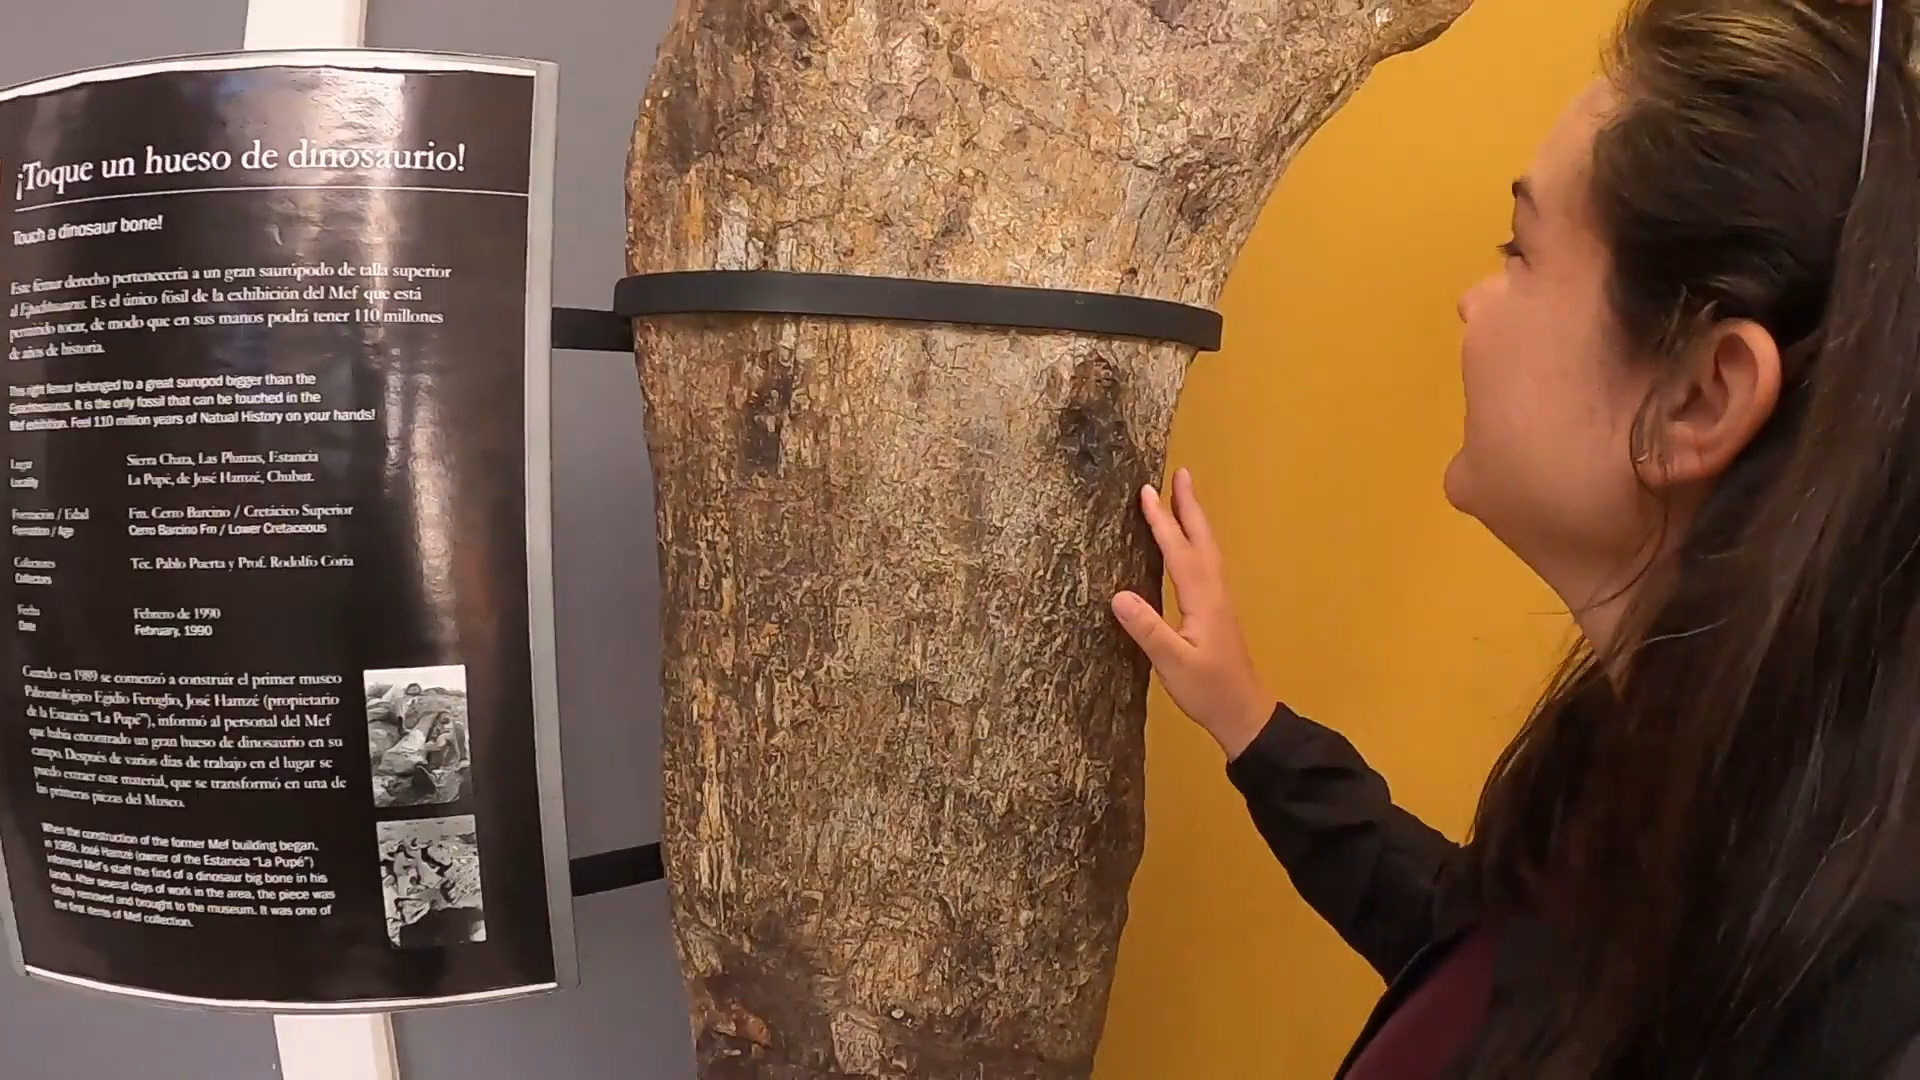 ¡Toque un hueso de dinosaurio!
Touch a dinosaur bone!
Este fémur derecho pertenecería a un gran saurópodo de talla superior
al Epachtosaurus. Es el único fósil de la exhibición del Mef que está
permitido tocar, de modo que en sus manos podrá tener 110 millones
de años de historia.
This right femur belonged to a great suropod bigger than the
Epachtosaurus. It is the only fossil that can be touched in the
Mef exhibition. Feel 110 million years of Natual History on your hands!
Lugar
Locality
Sierra Chata, Las Plumas, Estancia
La Pupé, de José Hamzé, Chubut.
Formación / Edad
Formation / Age
Fm. Cerro Barcino / Cretácico Superior
Cerro Barcino Fm / Lower Cretaceous
Colectores
Collectors
Téc. Pablo Puerta y Prof. Rodolfo Coria
Fecha
Date
Febrero de 1990
February, 1990
Cuando en 1989 se comenzó a construir el primer museo
Paleontológico Egidio Feruglio, José Hamzé (propietario
de la Estancia "La Pupé"), informó al personal del Mef
que había encontrado un gran hueso de dinosaurio en su
campo. Después de varios días de trabajo en el lugar se
puedo extraer este material, que se transformó en una de
las primeras piezas del Museo.
When the construction of the former Mef building began,
in 1989, José Hamzé (owner of the Estancia "La Pupé")
informed Mef's staff the find of a dinosaur big bone in his
lands. After several days of work in the area, the piece was
finally removed and brought to the museum. It was one of
the first items of Mef collection.